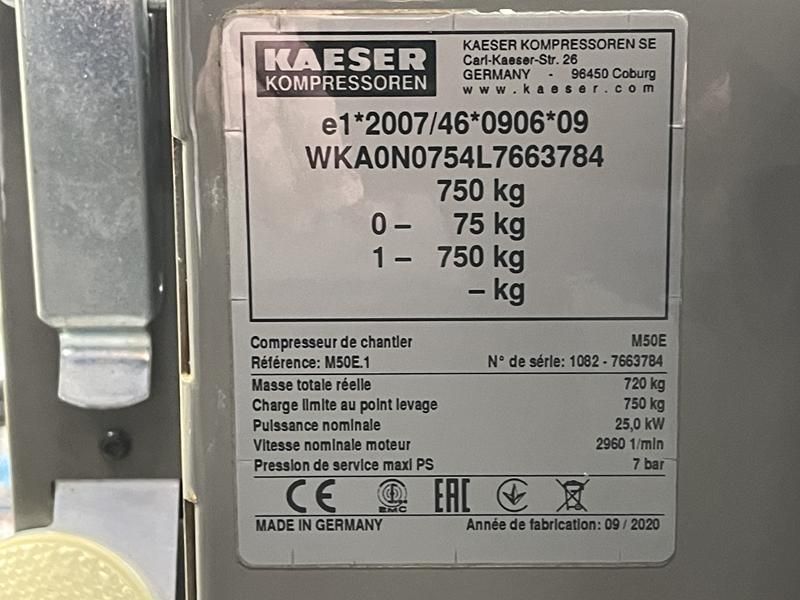 KAESER
KOMPRESSOREN
KAESER KOMPRESSOREN SE
Carl-Kaeser-Str. 26
GERMANY - 96450 Coburg
www.kaeser.com
e1*2007/46*0906*09
WKA0N0754L7663784
750 kg
0 – 75 kg
1 – 750 kg
– kg
Compresseur de chantier M50E
Référence: M50E.1 N° de série: 1082 - 7663784
Masse totale réelle 720 kg
Charge limite au point levage 750 kg
Puissance nominale 25,0 kW
Vitesse nominale moteur 2960 1/min
Pression de service maxi PS 7 bar
CE EMC EAC
MADE IN GERMANY Année de fabrication: 09 / 2020